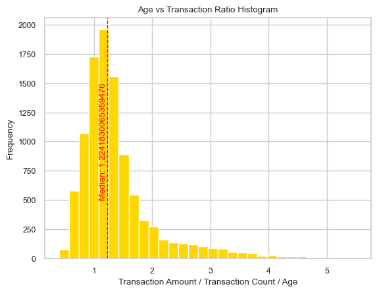 Age vs Transaction Ratio Histogram
2000
1750
1500
1250
1000
750
500
250
0
Frequency
Median: 1.2241830065359476
1 2 3 4 5
Transaction Amount / Transaction Count / Age